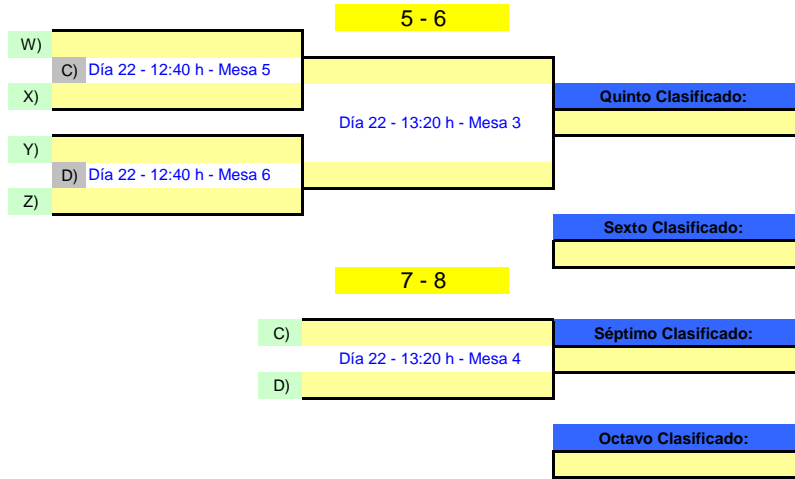 5 - 6
W)
C) Día 22 - 12:40 h - Mesa 5
X)
Quinto Clasificado:
Día 22 - 13:20 h - Mesa 3
Y)
D) Día 22 - 12:40 h - Mesa 6
Z)
Sexto Clasificado:
7 - 8
C)
Séptimo Clasificado:
Día 22 - 13:20 h - Mesa 4
D)
Octavo Clasificado: